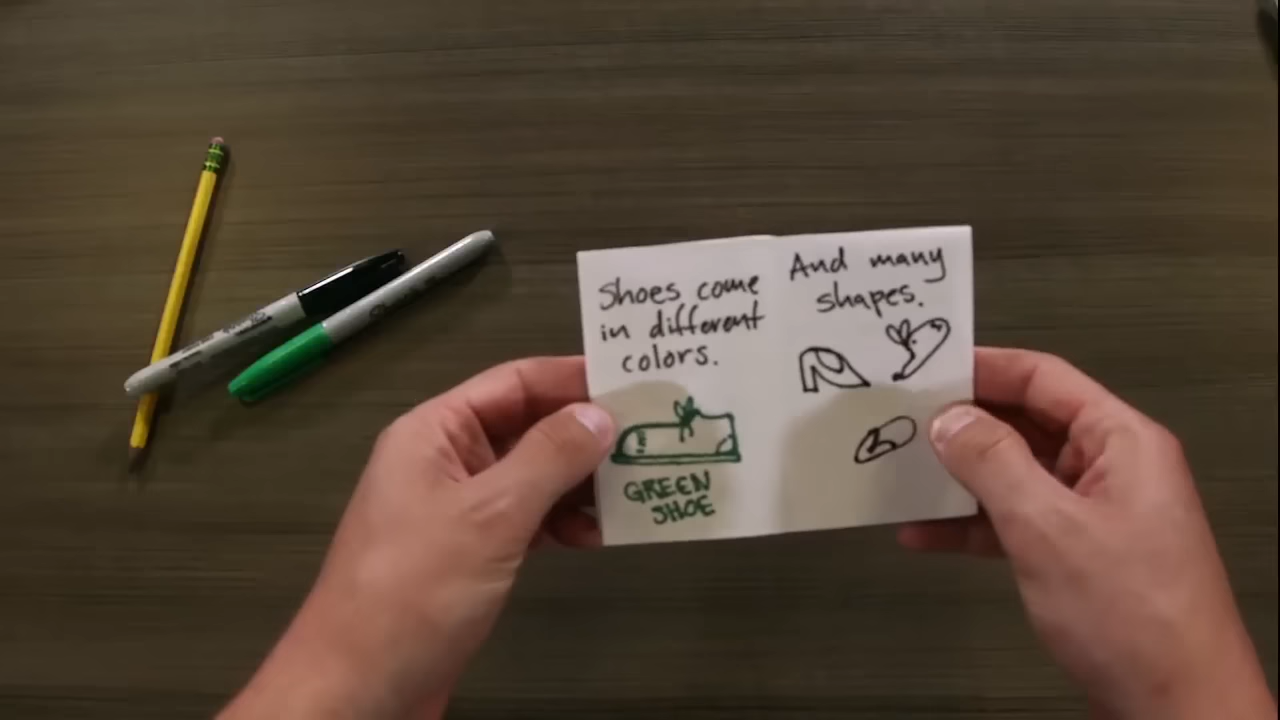 Shoes come
in different
colors.
GREEN
SHOE
And many
shapes.